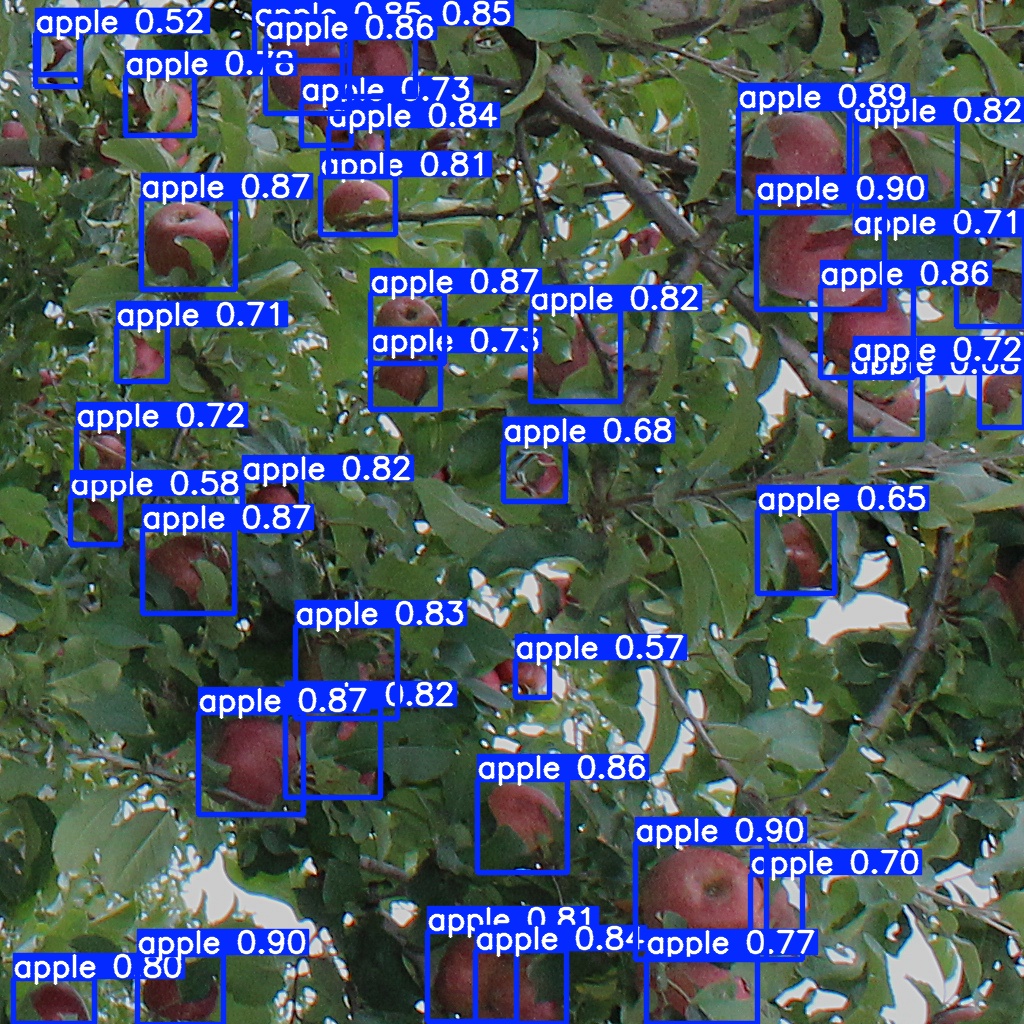 apple 0.52
apple 0.85
0.85
apple 0.86
apple 0.78
apple 0.73
apple 0.84
apple 0.89
apple 0.82
apple 0.81
apple 0.87
apple 0.90
apple 0.71
apple 0.86
apple 0.87
apple 0.82
apple 0.71
apple 0.73
apple 0.72
apple 0.72
apple 0.68
apple 0.82
apple 0.58
apple 0.65
apple 0.87
apple 0.83
apple 0.57
apple 0.87
0.82
apple 0.86
apple 0.90
apple 0.70
apple 0.81
apple 0.84
apple 0.77
apple 0.90
apple 0.80